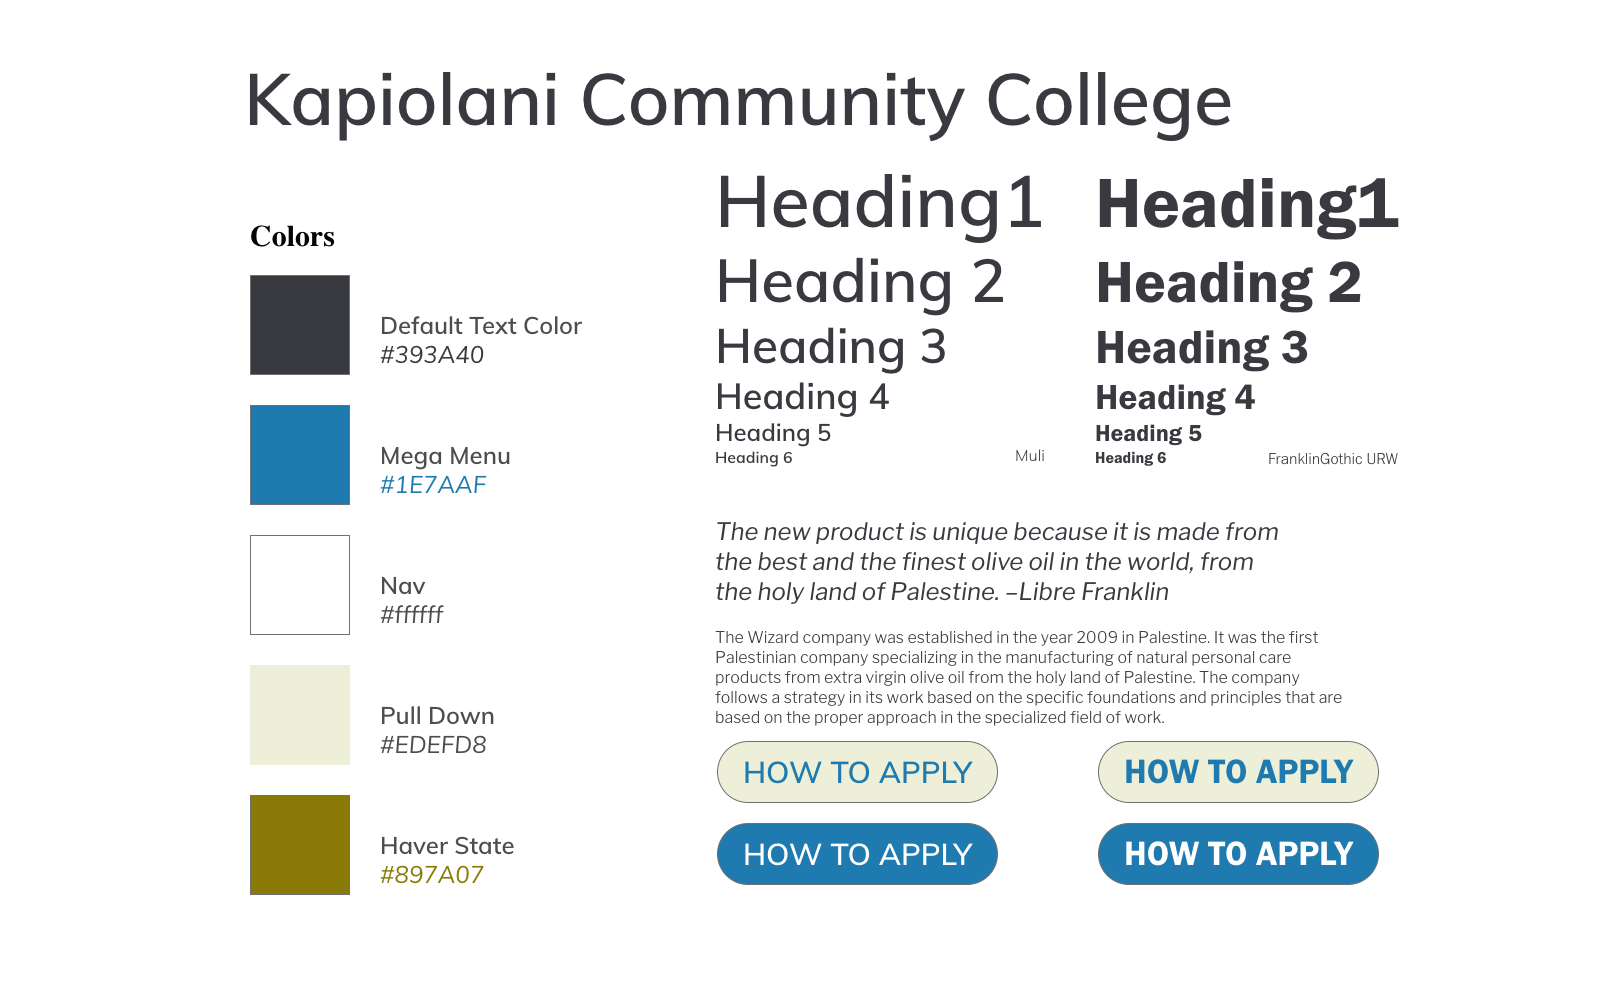 Kapiolani Community College
Colors
Default Text Color
#393A40
Mega Menu
#1E7AAF
Nav
#ffffff
Pull Down
#EDEFD8
Haver State
#897A07
Heading1
Heading 2
Heading 3
Heading 4
Heading 5
Heading 6
Muli
Heading1
Heading 2
Heading 3
Heading 4
Heading 5
Heading 6
FranklinGothic URW
The new product is unique because it is made from
the best and the finest olive oil in the world, from
the holy land of Palestine. –Libre Franklin
The Wizard company was established in the year 2009 in Palestine. It was the first
Palestinian company specializing in the manufacturing of natural personal care
products from extra virgin olive oil from the holy land of Palestine. The company
follows a strategy in its work based on the specific foundations and principles that are
based on the proper approach in the specialized field of work.
HOW TO APPLY
HOW TO APPLY
HOW TO APPLY
HOW TO APPLY